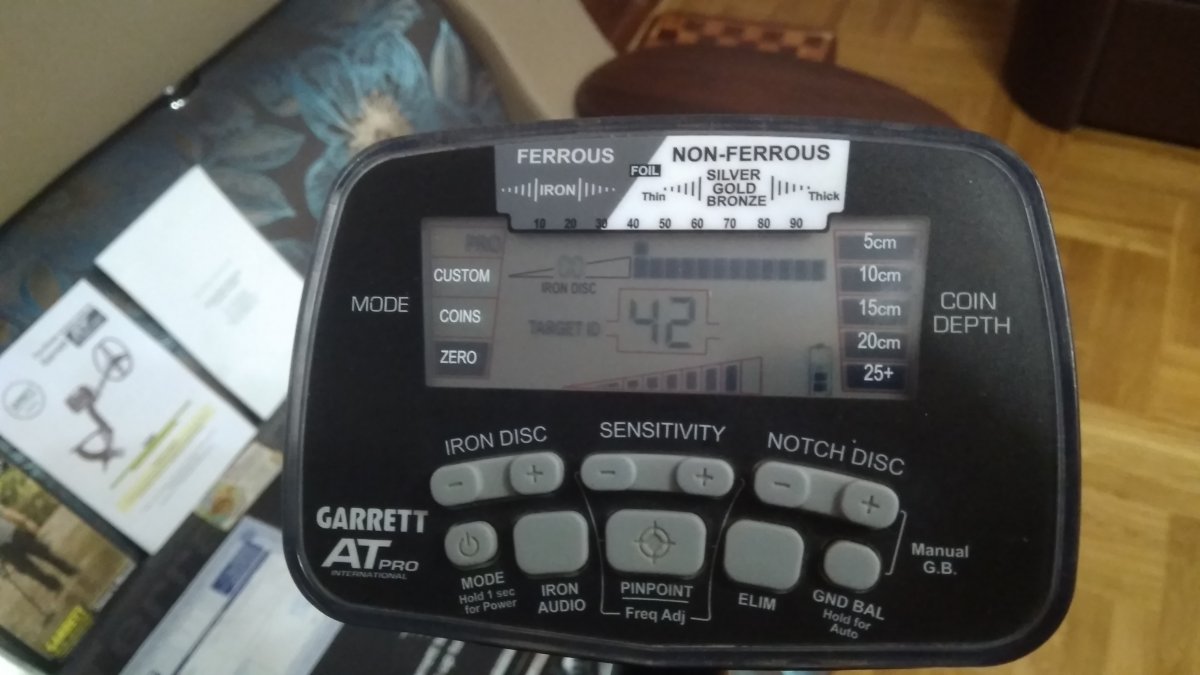 FERROUS
NON-FERROUS
FOIL
IRON
Thin
SILVER
GOLD
BRONZE
Thick
10 20 30 40 50 60 70 80 90
PRO
CUSTOM
COINS
ZERO
MODE
IRON DISC
TARGET ID
42
5cm
10cm
15cm
20cm
25+
COIN
DEPTH
IRON DISC
SENSITIVITY
NOTCH DISC
- +
- +
- +
GARRETT
AT PRO
INTERNATIONAL
MODE
Hold 1 sec
for Power
IRON
AUDIO
PINPOINT
Freq Adj
ELIM
GND BAL
Hold for
Auto
Manual
G.B.
GARRETT